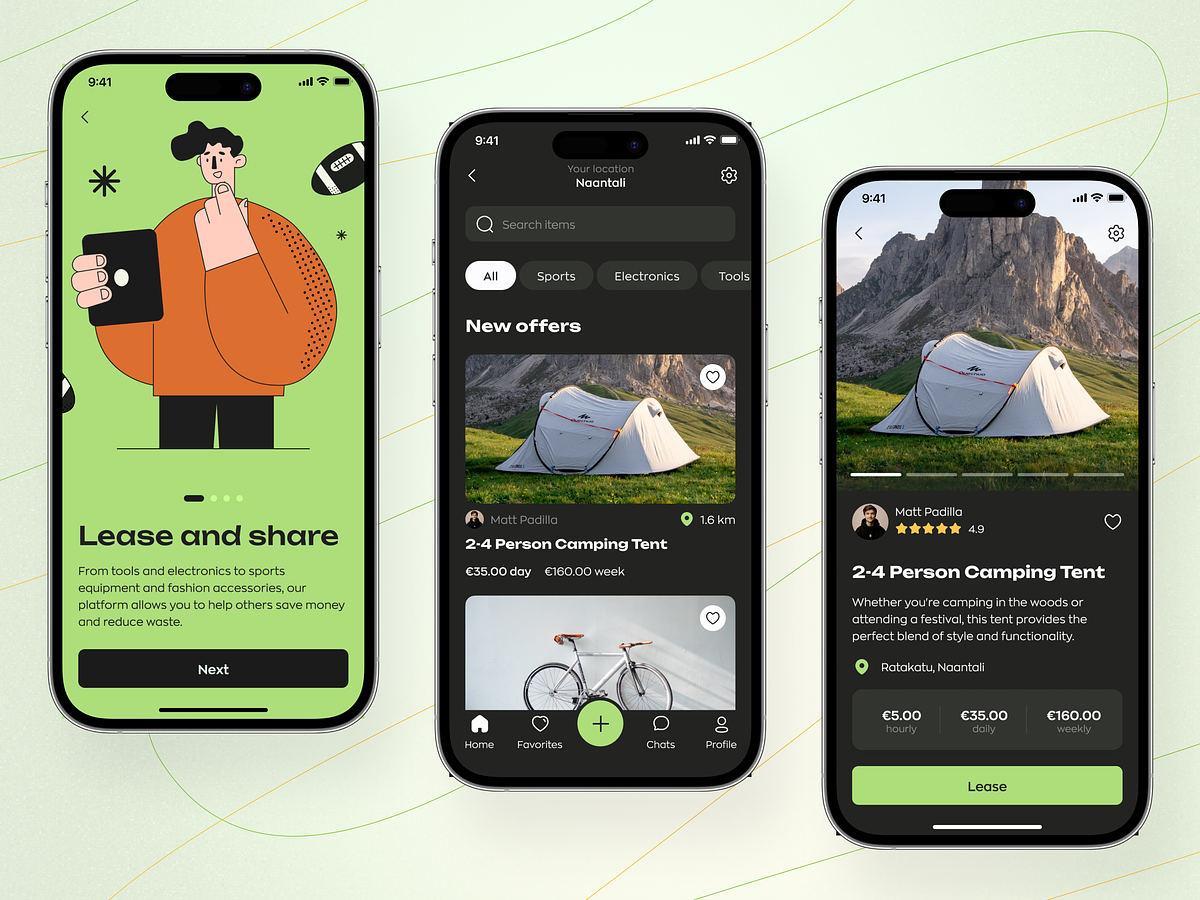 9:41
Lease and share
From tools and electronics to sports
equipment and fashion accessories, our
platform allows you to help others save money
and reduce waste.
Next
9:41
Your location
Naantali
Search items
All Sports Electronics Tools
New offers
Matt Padilla 1.6 km
2-4 Person Camping Tent
€35.00 day €160.00 week
Home Favorites Chats Profile
9:41
Quechua
Matt Padilla
4.9
2-4 Person Camping Tent
Whether you're camping in the woods or
attending a festival, this tent provides the
perfect blend of style and functionality.
Ratakatu, Naantali
€5.00 €35.00 €160.00
hourly daily weekly
Lease